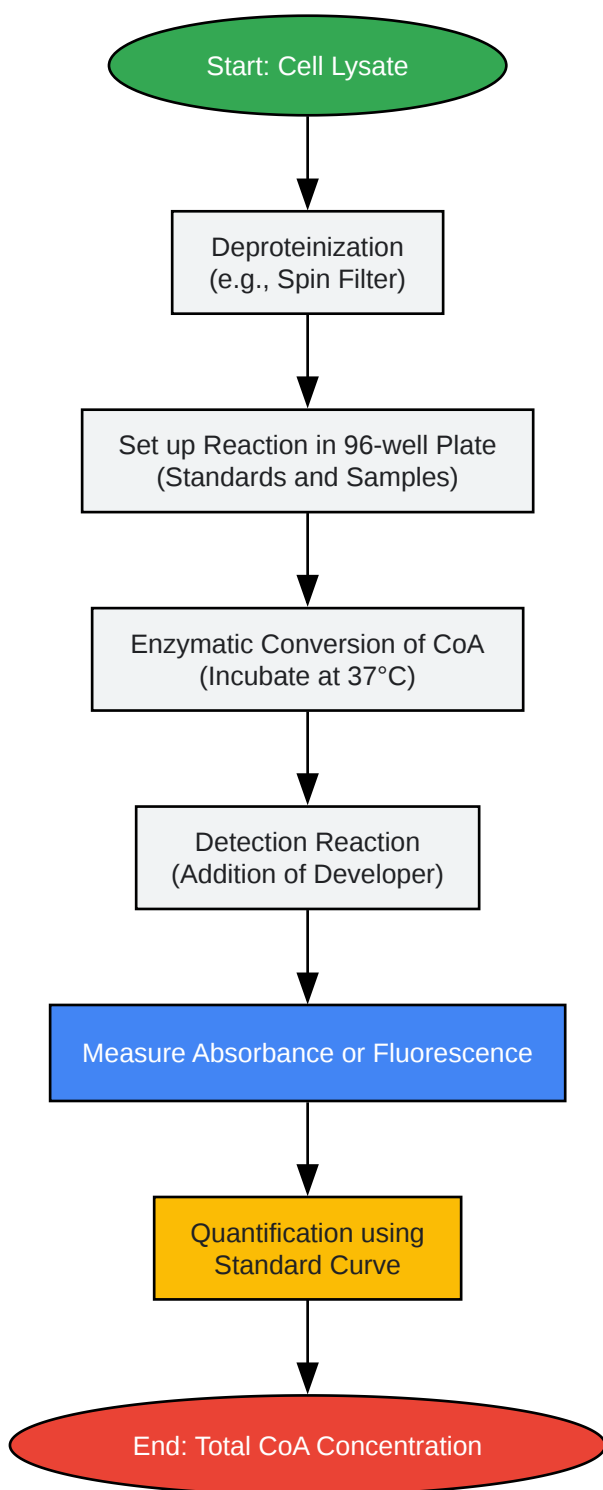 Start: Cell Lysate
Deproteinization
(e.g., Spin Filter)
Set up Reaction in 96-well Plate
(Standards and Samples)
Enzymatic Conversion of CoA
(Incubate at 37°C)
Detection Reaction
(Addition of Developer)
Measure Absorbance or Fluorescence
Quantification using
Standard Curve
End: Total CoA Concentration